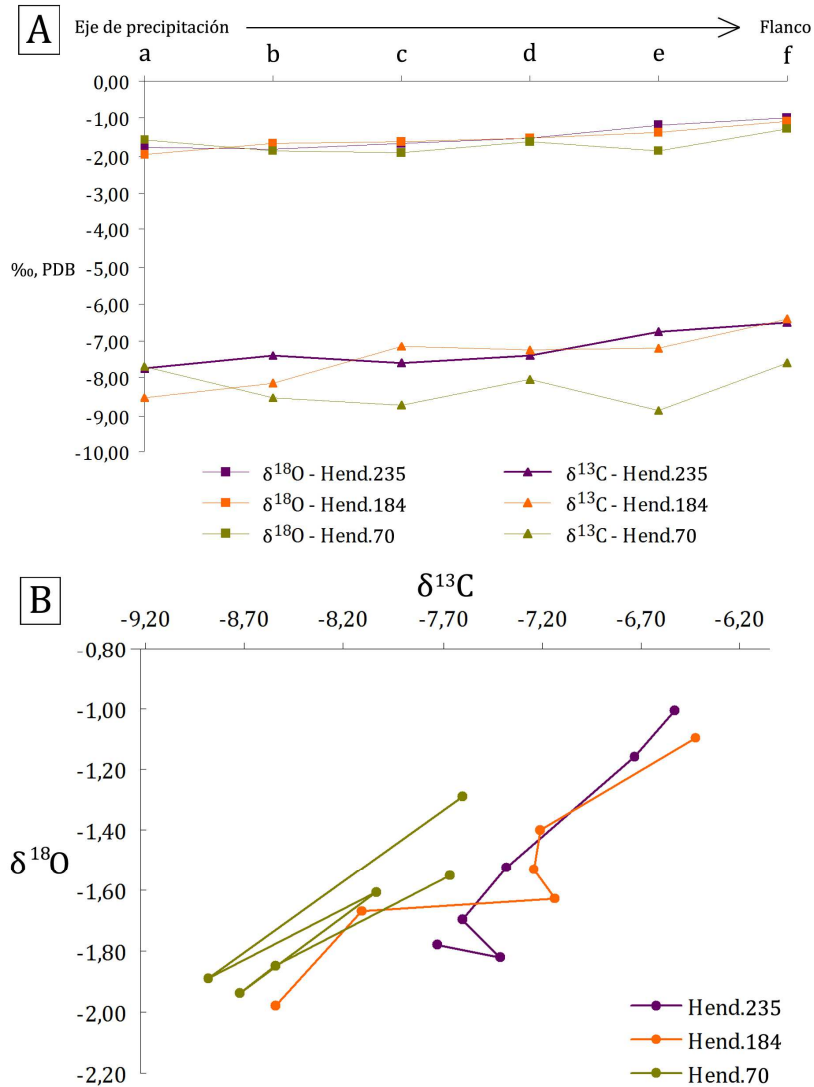 A
Eje de precipitación
Flanco
a b c d e f
0,00
-1,00
-2,00
-3,00
-4,00
-5,00
-6,00
-7,00
-8,00
-9,00
-10,00
‰, PDB
δ¹⁸O - Hend.235
δ¹³C - Hend.235
δ¹⁸O - Hend.184
δ¹³C - Hend.184
δ¹⁸O - Hend.70
δ¹³C - Hend.70
B
δ¹³C
-9,20 -8,70 -8,20 -7,70 -7,20 -6,70 -6,20
-0,80
-1,00
-1,20
-1,40
-1,60
-1,80
-2,00
-2,20
δ¹⁸O
Hend.235
Hend.184
Hend.70